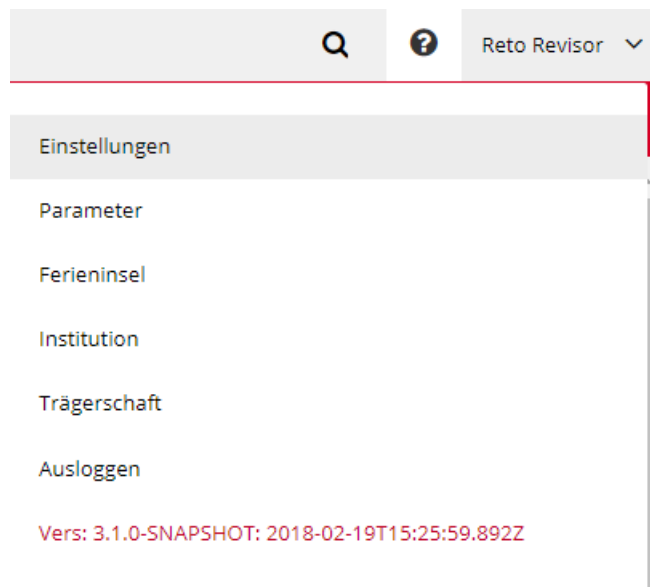 Reto Revisor
Einstellungen
Parameter
Ferieninsel
Institution
Trägerschaft
Ausloggen
Vers: 3.1.0-SNAPSHOT: 2018-02-19T15:25:59.892Z